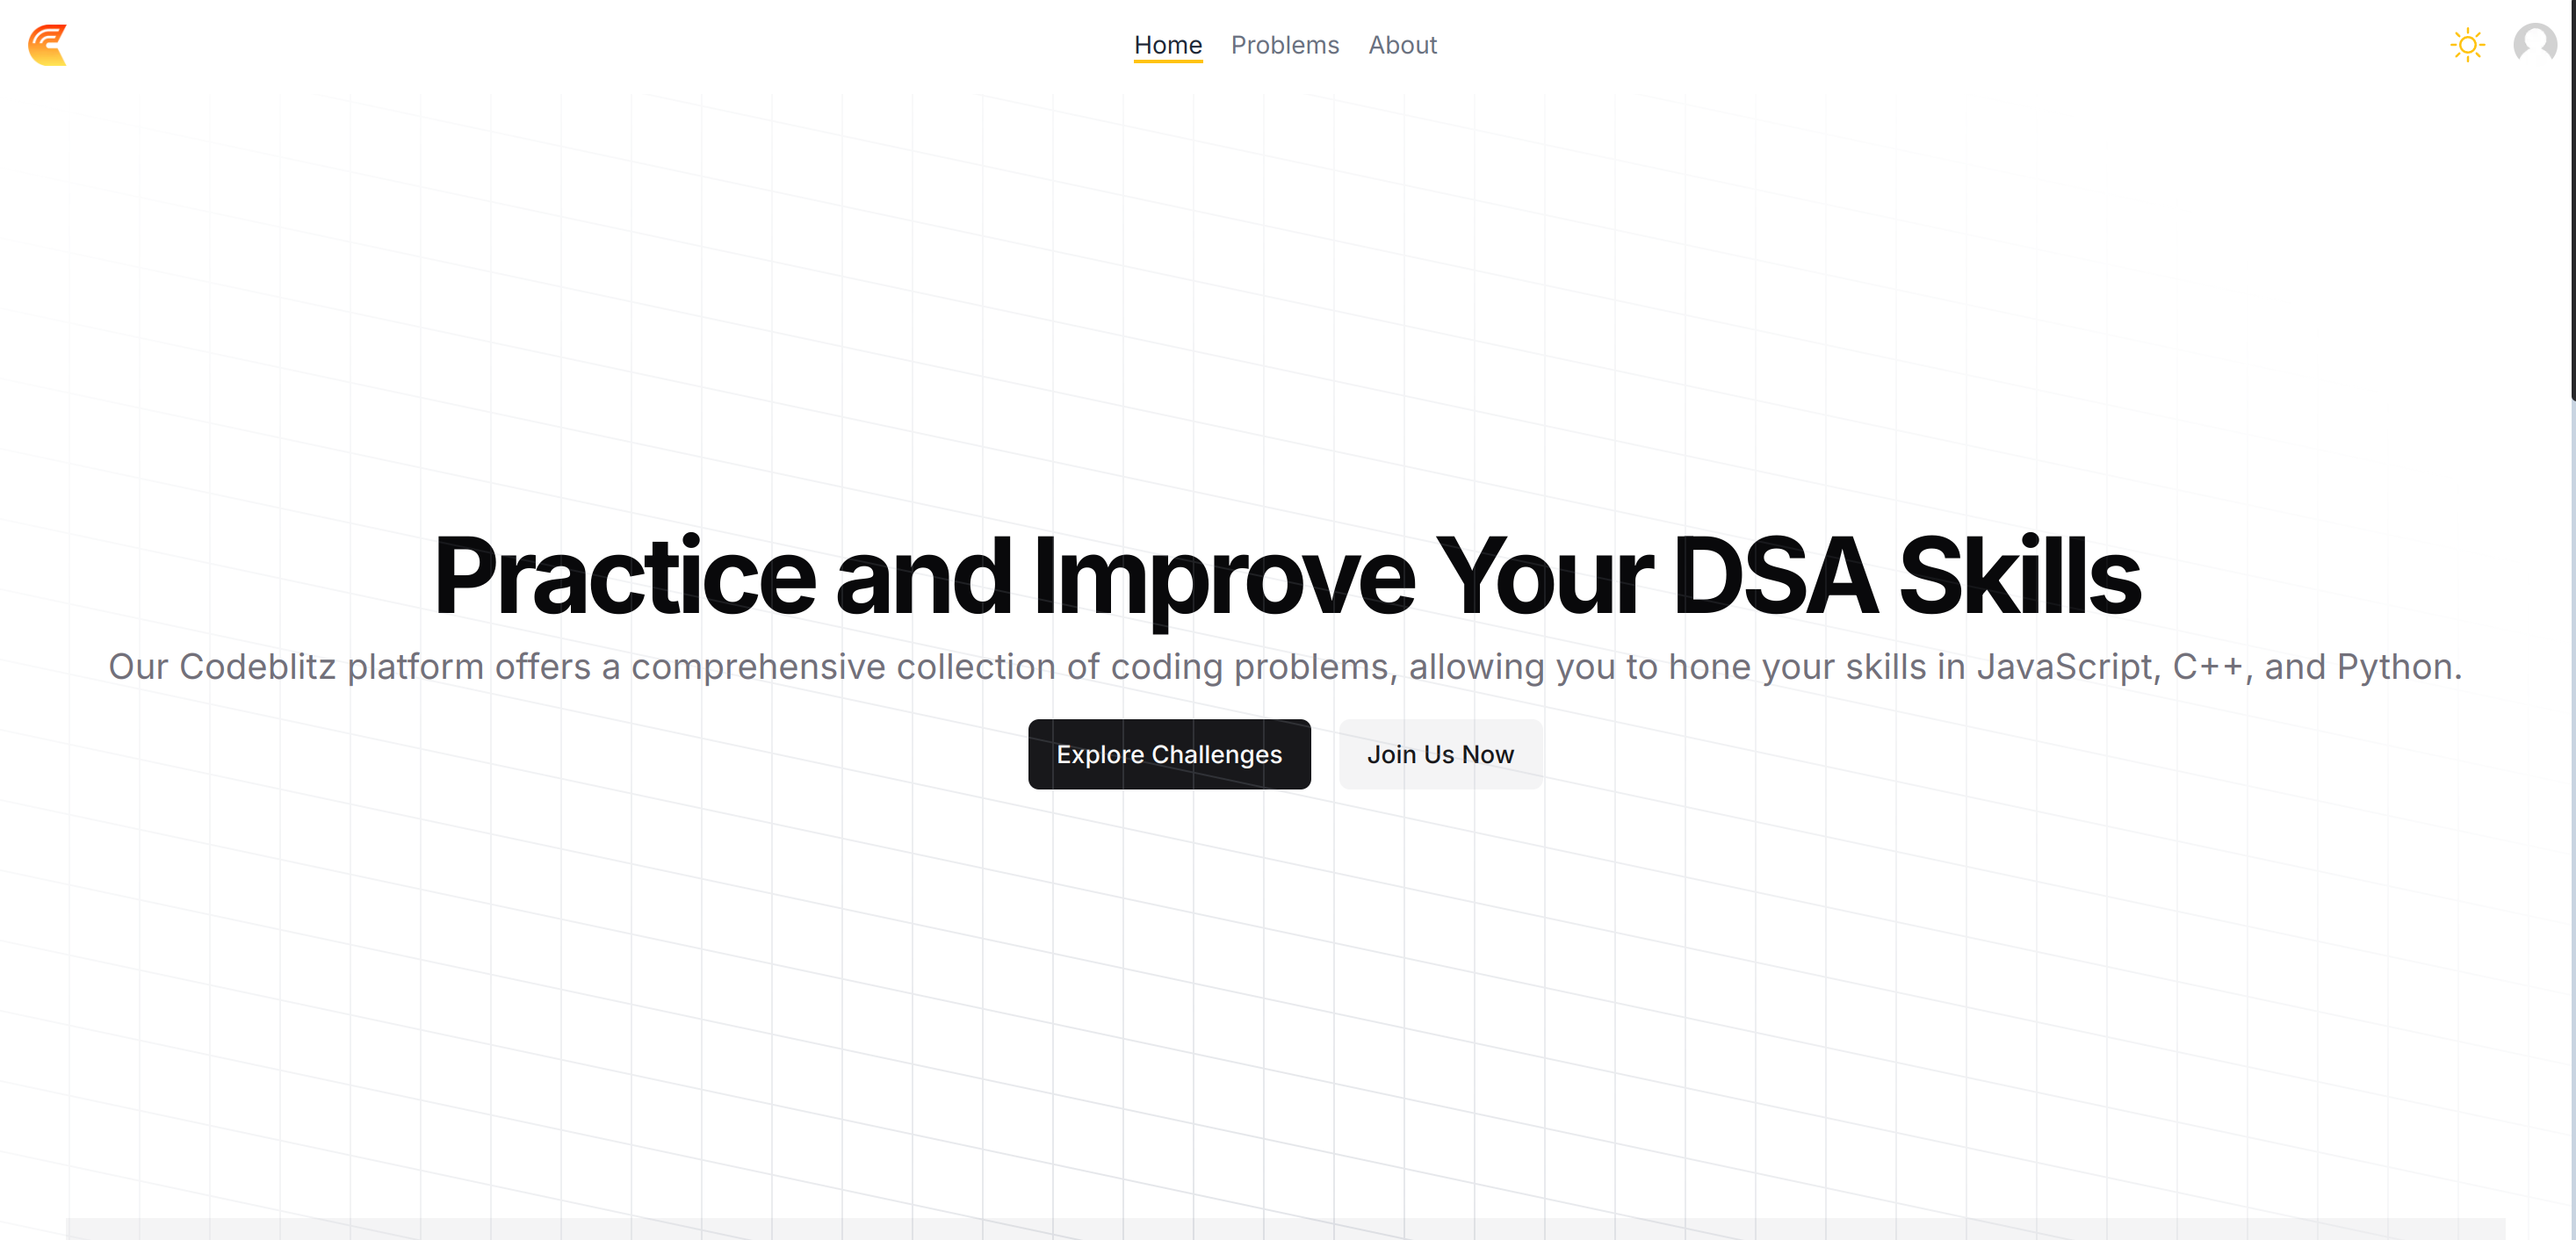 Home Problems About
Practice and Improve Your DSA Skills
Our Codeblitz platform offers a comprehensive collection of coding problems, allowing you to hone your skills in JavaScript, C++, and Python.
Explore Challenges Join Us Now